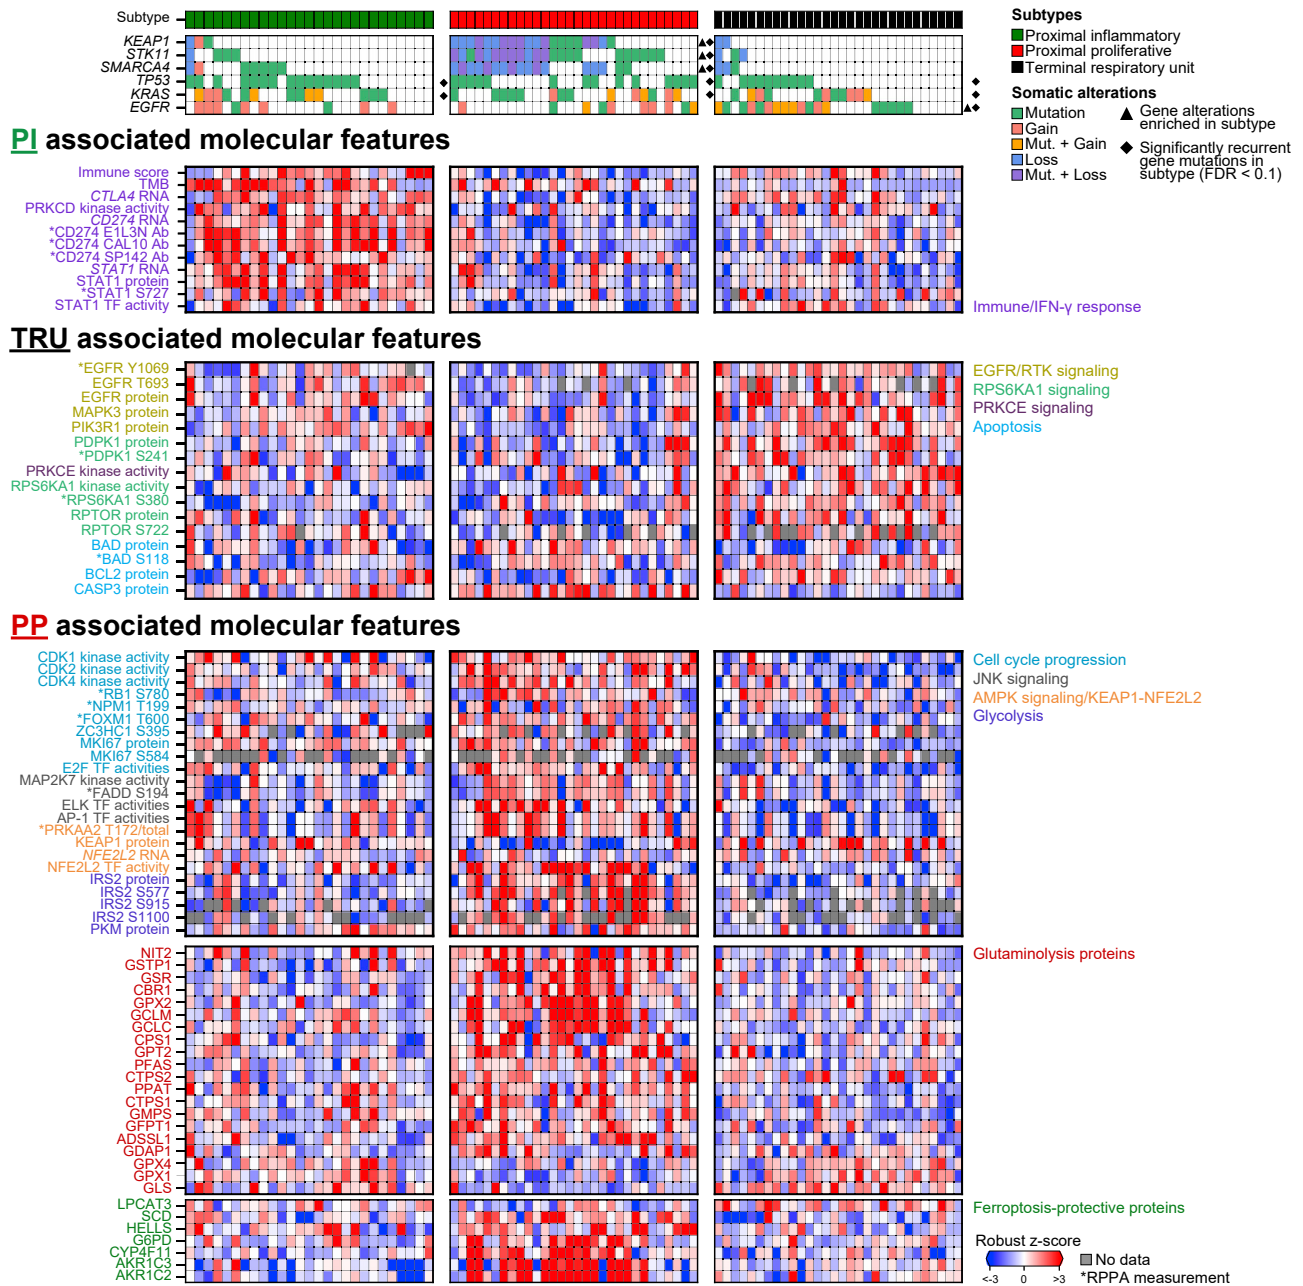 Subtype
KEAP1
STK11
SMARCA4
TP53
KRAS
EGFR
Subtypes
Proximal inflammatory
Proximal proliferative
Terminal respiratory unit
Somatic alterations
Mutation
Gain
Mut. + Gain
Loss
Mut. + Loss
Gene alterations
enriched in subtype
Significantly recurrent
gene mutations in
subtype (FDR < 0.1)
PI associated molecular features
Immune score
TMB
CTLA4 RNA
PRKCD kinase activity
CD274 RNA
*CD274 E1L3N Ab
*CD274 CAL10 Ab
*CD274 SP142 Ab
STAT1 RNA
STAT1 protein
*STAT1 S727
STAT1 TF activity
Immune/IFN-γ response
TRU associated molecular features
*EGFR Y1069
EGFR T693
EGFR protein
MAPK3 protein
PIK3R1 protein
PDPK1 protein
*PDPK1 S241
PRKCE kinase activity
RPS6KA1 kinase activity
*RPS6KA1 S380
RPTOR protein
RPTOR S722
BAD protein
*BAD S118
BCL2 protein
CASP3 protein
EGFR/RTK signaling
RPS6KA1 signaling
PRKCE signaling
Apoptosis
PP associated molecular features
CDK1 kinase activity
CDK2 kinase activity
CDK4 kinase activity
*RB1 S780
*NPM1 T199
*FOXM1 T600
ZC3HC1 S395
MKI67 protein
MKI67 S584
E2F TF activities
MAP2K7 kinase activity
*FADD S194
ELK TF activities
AP-1 TF activities
*PRKAA2 T172/total
KEAP1 protein
NFE2L2 RNA
NFE2L2 TF activity
IRS2 protein
IRS2 S577
IRS2 S915
IRS2 S1100
PKM protein
Cell cycle progression
JNK signaling
AMPK signaling/KEAP1-NFE2L2
Glycolysis
NIT2
GSTP1
GSR
CBR1
GPX2
GCLM
GCLC
CPS1
GPT2
PFAS
CTPS2
PPAT
CTPS1
GMPS
GFPT1
ADSSL1
GDAP1
GPX4
GPX1
GLS
Glutaminolysis proteins
LPCAT3
SCD
HELLS
G6PD
CYP4F11
AKR1C3
AKR1C2
Ferroptosis-protective proteins
Robust z-score
<-3 0 >3
No data
*RPPA measurement